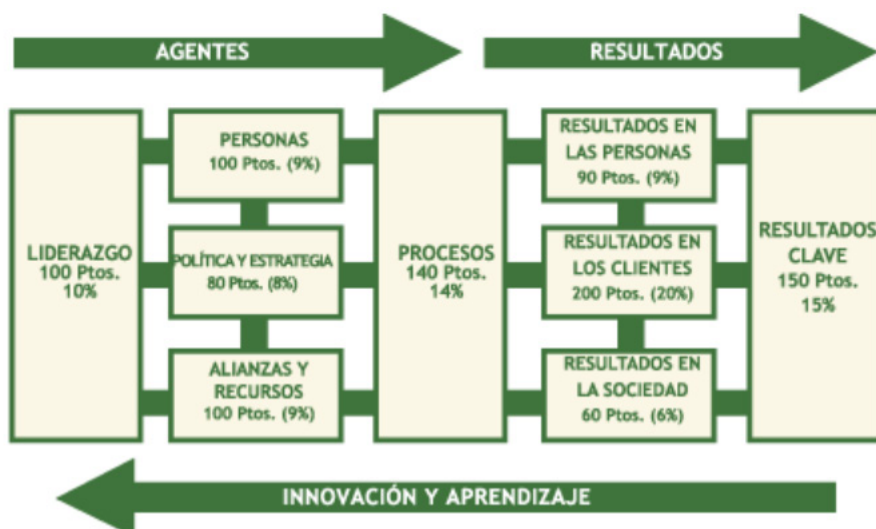 AGENTES
RESULTADOS
LIDERAZGO
100 Ptos.
10%
PERSONAS
100 Ptos. (9%)
POLÍTICA Y ESTRATEGIA
80 Ptos. (8%)
ALIANZAS Y
RECURSOS
100 Ptos. (9%)
PROCESOS
140 Ptos.
14%
RESULTADOS EN
LAS PERSONAS
90 Ptos. (9%)
RESULTADOS EN
LOS CLIENTES
200 Ptos. (20%)
RESULTADOS EN
LA SOCIEDAD
60 Ptos. (6%)
RESULTADOS
CLAVE
150 Ptos.
15%
INNOVACIÓN Y APRENDIZAJE